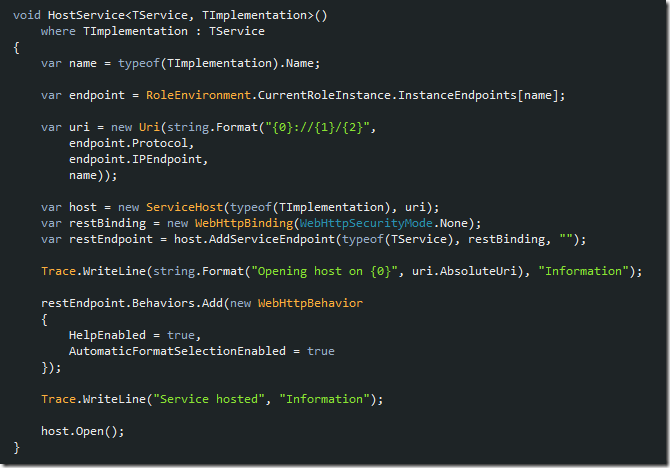 void HostService<TService, TImplementation>()
    where TImplementation : TService
{
    var name = typeof(TImplementation).Name;

    var endpoint = RoleEnvironment.CurrentRoleInstance.InstanceEndpoints[name];

    var uri = new Uri(string.Format("{0}://{1}/{2}",
        endpoint.Protocol,
        endpoint.IPEndpoint,
        name));

    var host = new ServiceHost(typeof(TImplementation), uri);
    var restBinding = new WebHttpBinding(WebHttpSecurityMode.None);
    var restEndpoint = host.AddServiceEndpoint(typeof(TService), restBinding, "");

    Trace.WriteLine(string.Format("Opening host on {0}", uri.AbsoluteUri), "Information");

    restEndpoint.Behaviors.Add(new WebHttpBehavior
    {
        HelpEnabled = true,
        AutomaticFormatSelectionEnabled = true
    });

    Trace.WriteLine("Service hosted", "Information");

    host.Open();
}